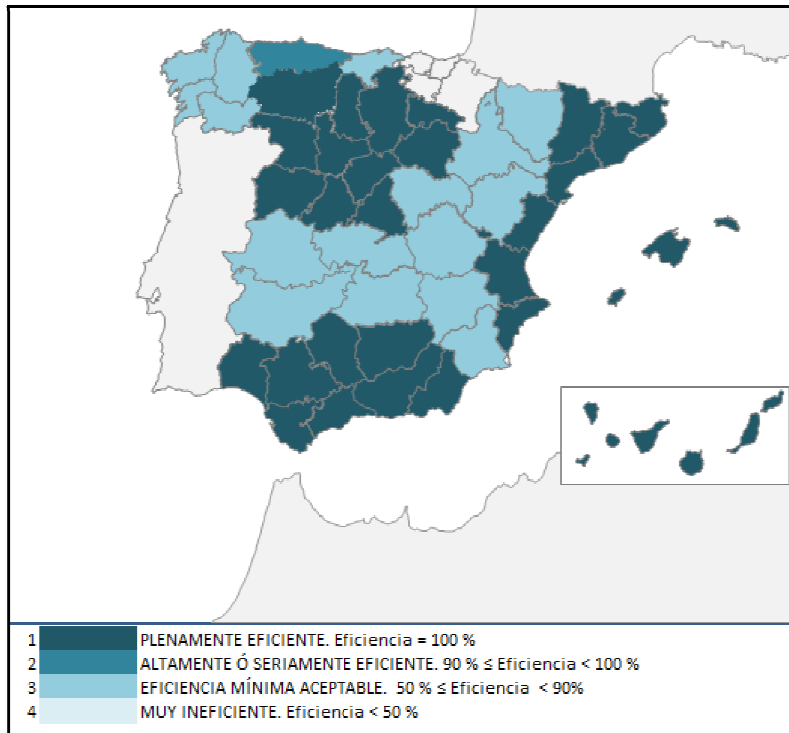 1 PLENAMENTE EFICIENTE. Eficiencia = 100 %
2 ALTAMENTE Ó SERIAMENTE EFICIENTE. 90 % ≤ Eficiencia < 100 %
3 EFICIENCIA MÍNIMA ACEPTABLE. 50 % ≤ Eficiencia < 90%
4 MUY INEFICIENTE. Eficiencia < 50 %